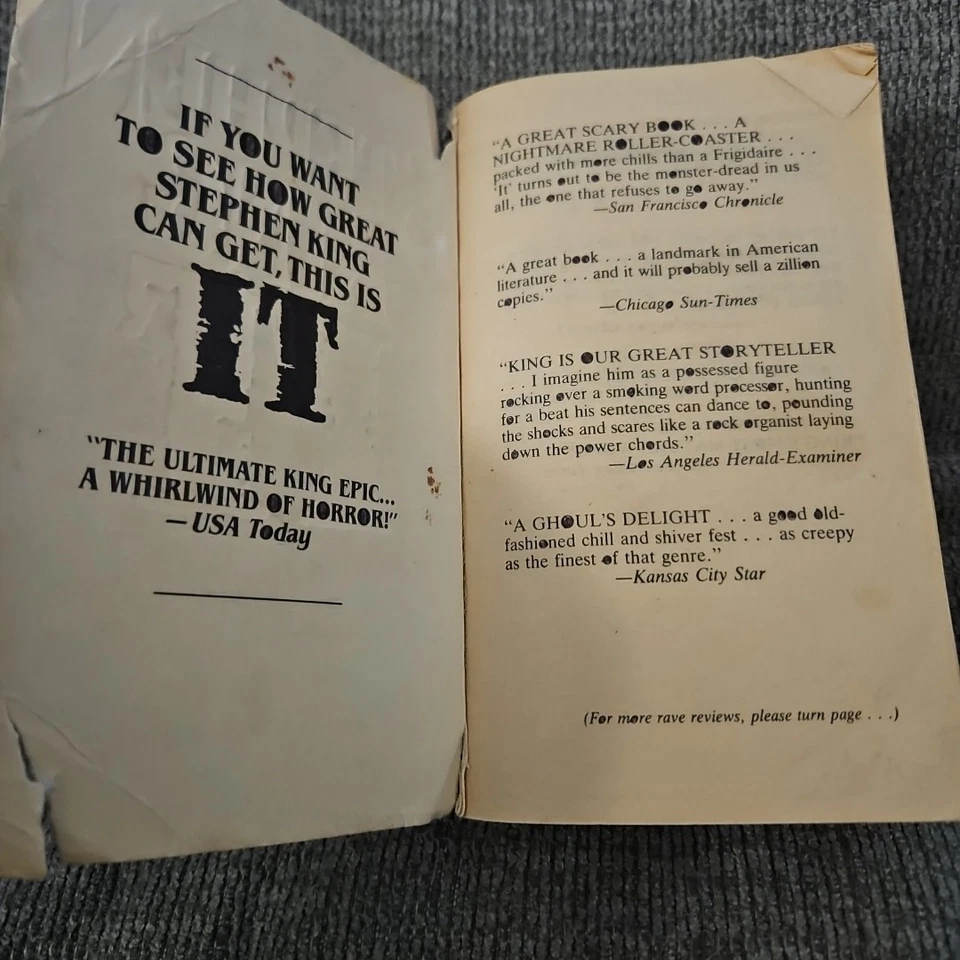 IF YOU WANT
TO SEE HOW GREAT
STEPHEN KING
CAN GET, THIS IS
IT
"THE ULTIMATE KING EPIC...
A WHIRLWIND OF HORROR!"
—USA Today
"A GREAT SCARY BOOK . . . A
NIGHTMARE ROLLER-COASTER . . .
packed with more chills than a Frigidaire . . .
'It' turns out to be the monster-dread in us
all, the one that refuses to go away."
—San Francisco Chronicle
"A great book . . . a landmark in American
literature . . . and it will probably sell a zillion
copies."
—Chicago Sun-Times
"KING IS OUR GREAT STORYTELLER
. . . I imagine him as a possessed figure
rocking over a smoking word processor, hunting
for a beat his sentences can dance to, pounding
the shocks and scares like a rock organist laying
down the power chords."
—Los Angeles Herald-Examiner
"A GHOUL'S DELIGHT . . . a good old-
fashioned chill and shiver fest . . . as creepy
as the finest of that genre."
—Kansas City Star
(For more rave reviews, please turn page . . .)